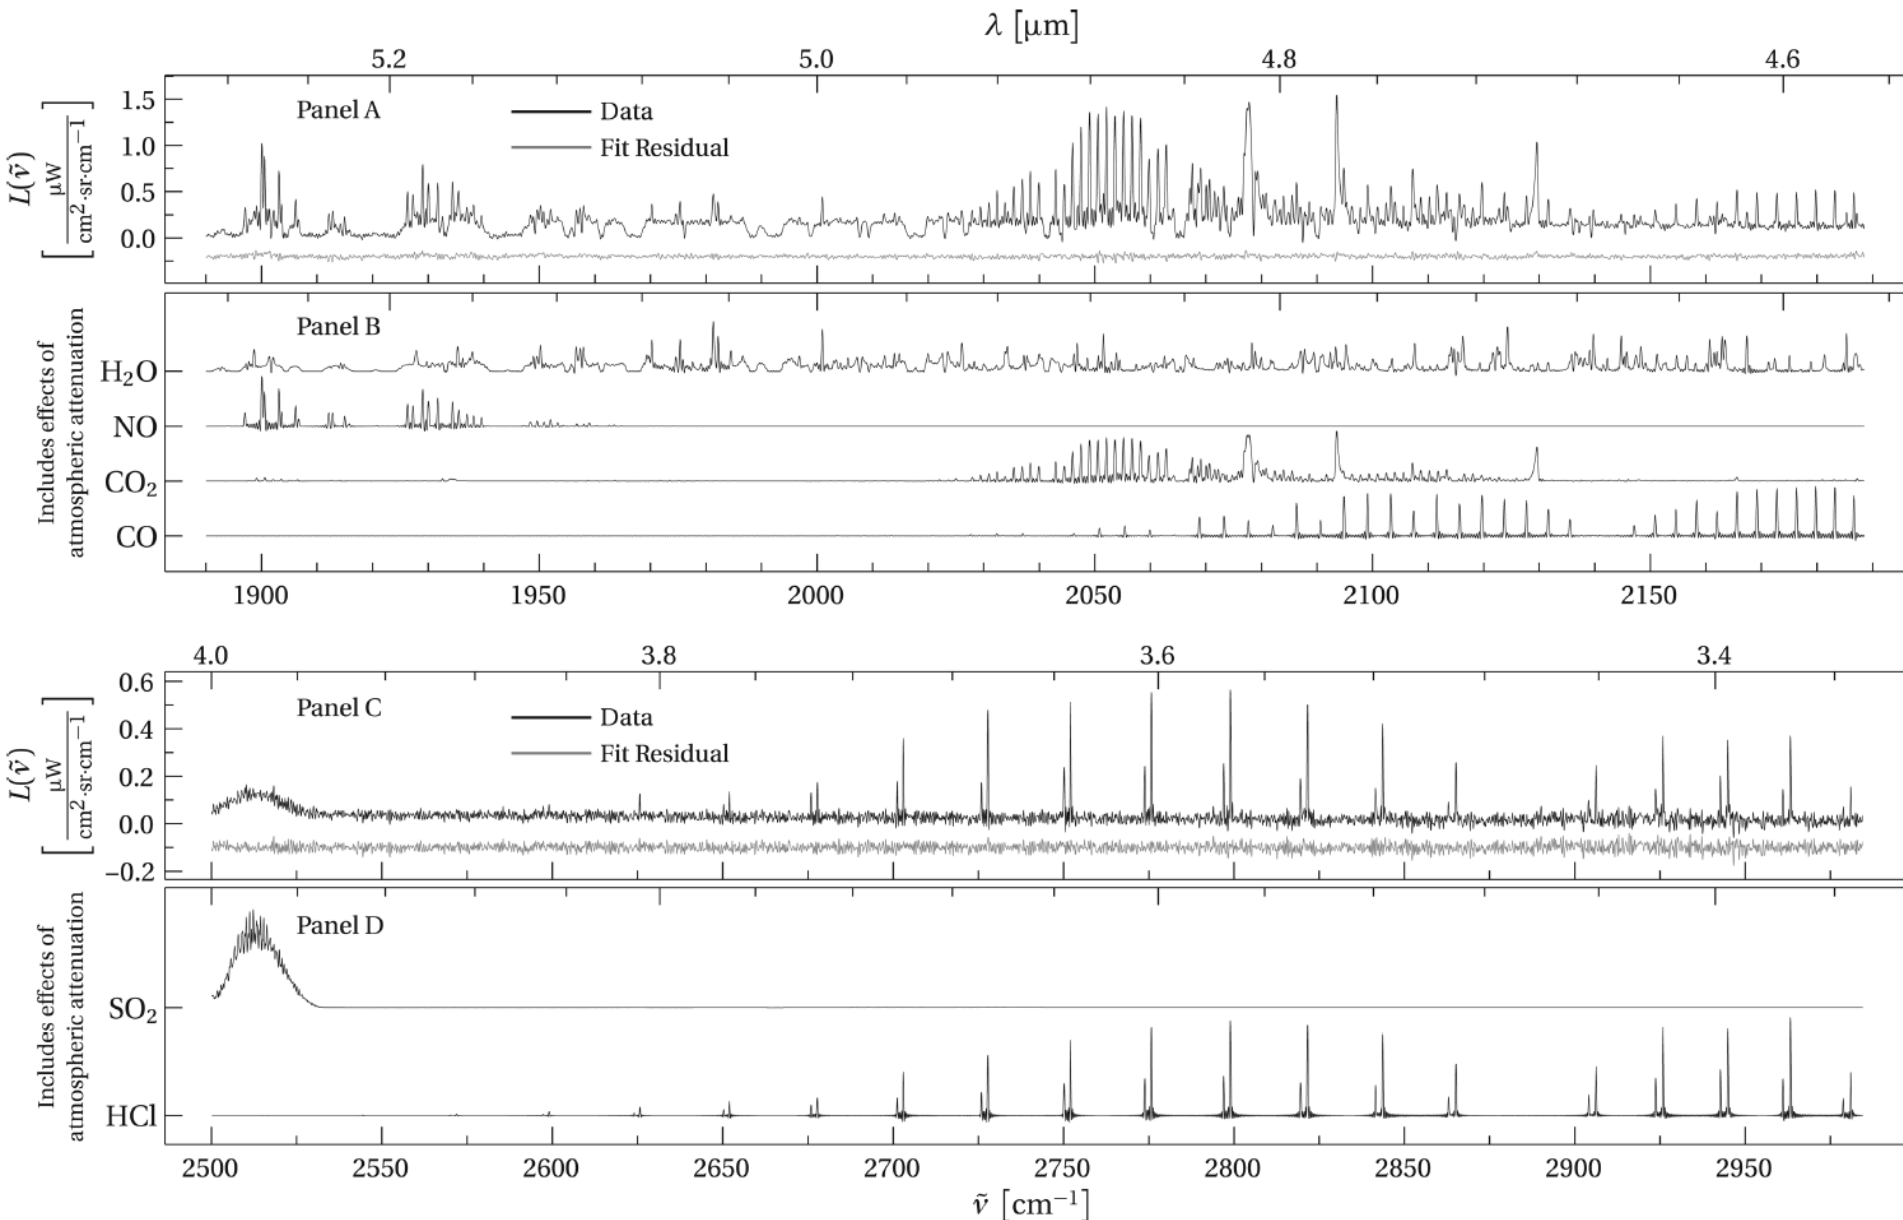 λ [µm]
5.2 5.0 4.8 4.6
L(ṽ) [µW / cm²·sr·cm⁻¹]
1.5
1.0
0.5
0.0
Panel A
Data
Fit Residual
Includes effects of
atmospheric attenuation
Panel B
H₂O
NO
CO₂
CO
1900 1950 2000 2050 2100 2150
4.0 3.8 3.6 3.4
L(ṽ) [µW / cm²·sr·cm⁻¹]
0.6
0.4
0.2
0.0
−0.2
Panel C
Data
Fit Residual
Includes effects of
atmospheric attenuation
Panel D
SO₂
HCl
2500 2550 2600 2650 2700 2750 2800 2850 2900 2950
ṽ [cm⁻¹]